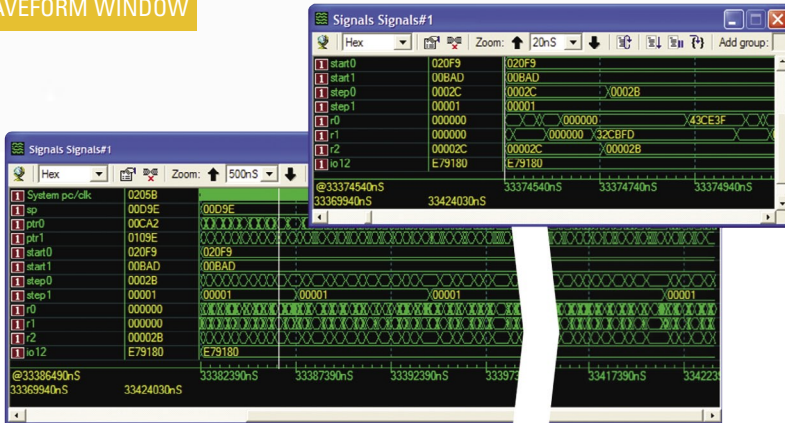 AVEFORM WINDOW
Signals Signals#1
Hex Zoom: 20nS Add group:
start0 020F9 020F9
start1 00BAD 00BAD
step0 0002C 0002C 0002B
step1 00001 00001
r0 000000 000000 43CE3F
r1 000000 000000 32CBFD
r2 00002C 00002C 00002B
io12 E79180 E79180
@33374540nS 33374540nS 33374740nS 33374940nS
33369940nS 33424030nS
Signals Signals#1
Hex Zoom: 500nS
System pc/clk 0205B
sp 00D9E 00D9E
ptr0 00CA2
ptr1 0109E
start0 020F9 020F9
start1 00BAD 00BAD
step0 0002B
step1 00001 00001 00001 00001 00001
r0 000000
r1 000000
r2 00002B
io12 E79180 E79180
@33386490nS 33382390nS 33387390nS 33392390nS 333973 33417390nS 3342239
33369940nS 33424030nS